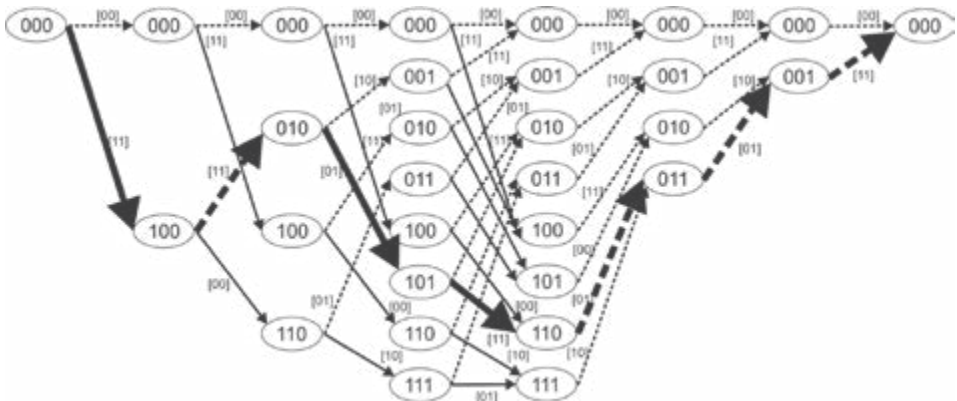 [00] [00] [00] [00] [00] [00] [00]
000 000 000 000 000 000 000 000
[11] [11] [11] [11] [11]
[10] [10] [10] [10]
001 001 001 001
[11]
[01] [01] [01]
010 010 010 010
[11] [11] [11] [11]
[01] [01]
[01] 011 011 011
[11]
100 100 100 100
[00] [00]
101 101
[01] [00] [00] [01]
110 110 110
[11]
[10] [10] [10]
111 111
[01]